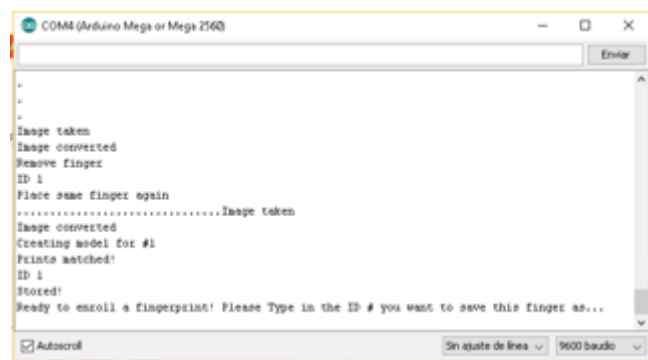 COM4 (Arduino Mega or Mega 2560)
Enviar
.
.
.
Image taken
Image converted
Remove finger
ID 1
Place same finger again
...............................Image taken
Image converted
Creating model for #1
Prints matched!
ID 1
Stored!
Ready to enroll a fingerprint! Please Type in the ID # you want to save this finger as...
Autoscroll
Sin ajuste de línea
9600 baudio